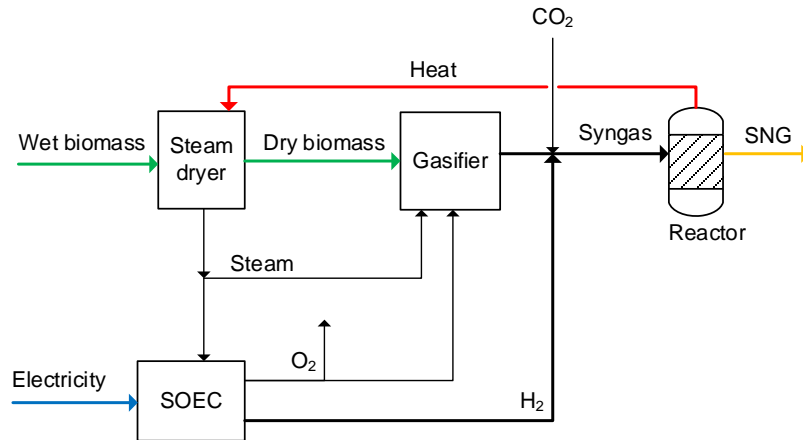 CO₂
Heat
Wet biomass
Steam
dryer
Dry biomass
Gasifier
Syngas
SNG
Reactor
Steam
O₂
Electricity
SOEC
H₂